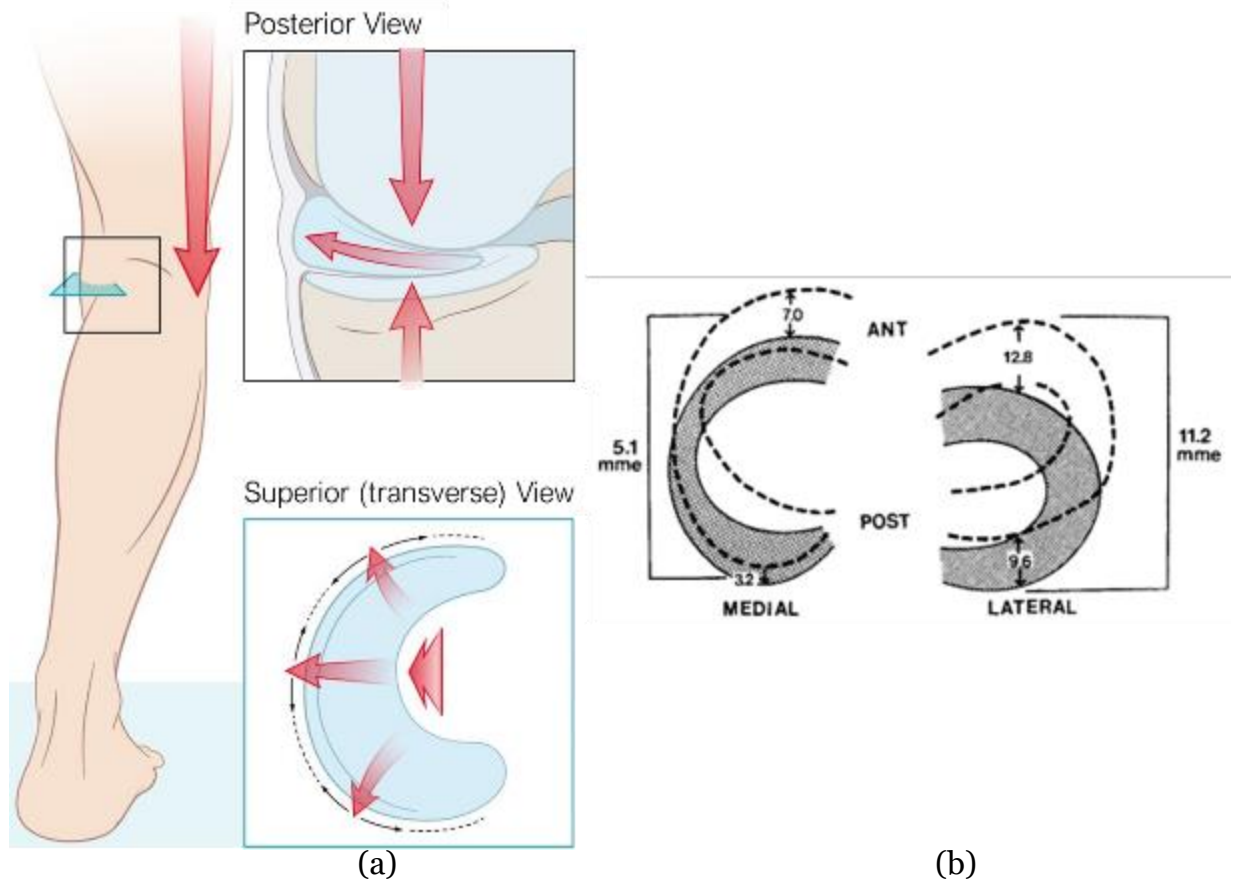 Posterior View
Superior (transverse) View
(a)
7.0
ANT
12.8
5.1
mme
11.2
mme
POST
3.2
9.6
MEDIAL
LATERAL
(b)